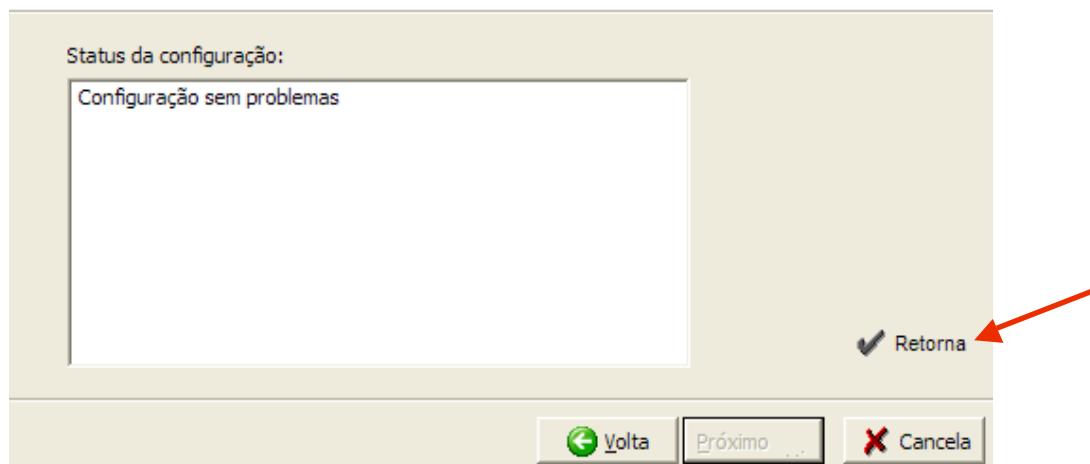 Status da configuração:
Configuração sem problemas
Retorna
Volta Próximo ... Cancela